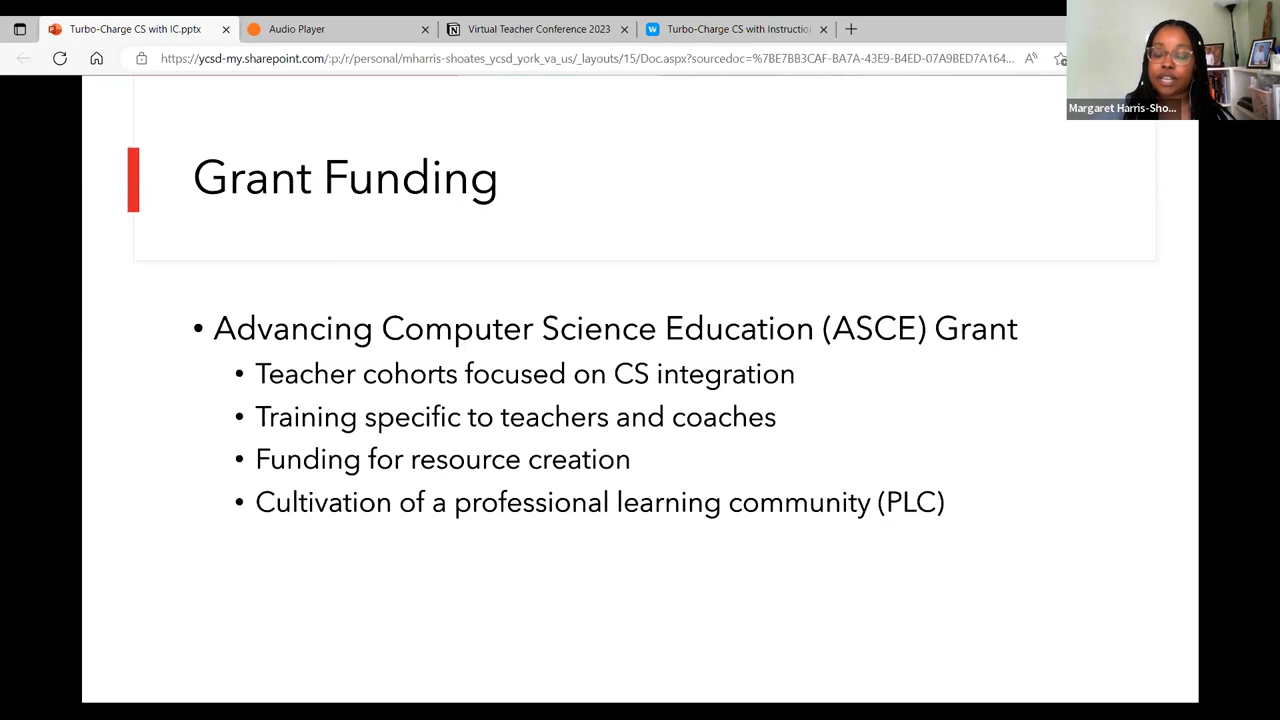 Turbo-Charge CS with IC.pptx
Audio Player
Virtual Teacher Conference 2023
Turbo-Charge CS with Instructio
https://ycsd-my.sharepoint.com/:p:/r/personal/mharris-shoates_ycsd_york_va_us/_layouts/15/Doc.aspx?sourcedoc=%7BE7BB3CAF-BA7A-43E9-B4ED-07A9BED7A164...
Margaret Harris-Sho...
Grant Funding
• Advancing Computer Science Education (ASCE) Grant
• Teacher cohorts focused on CS integration
• Training specific to teachers and coaches
• Funding for resource creation
• Cultivation of a professional learning community (PLC)